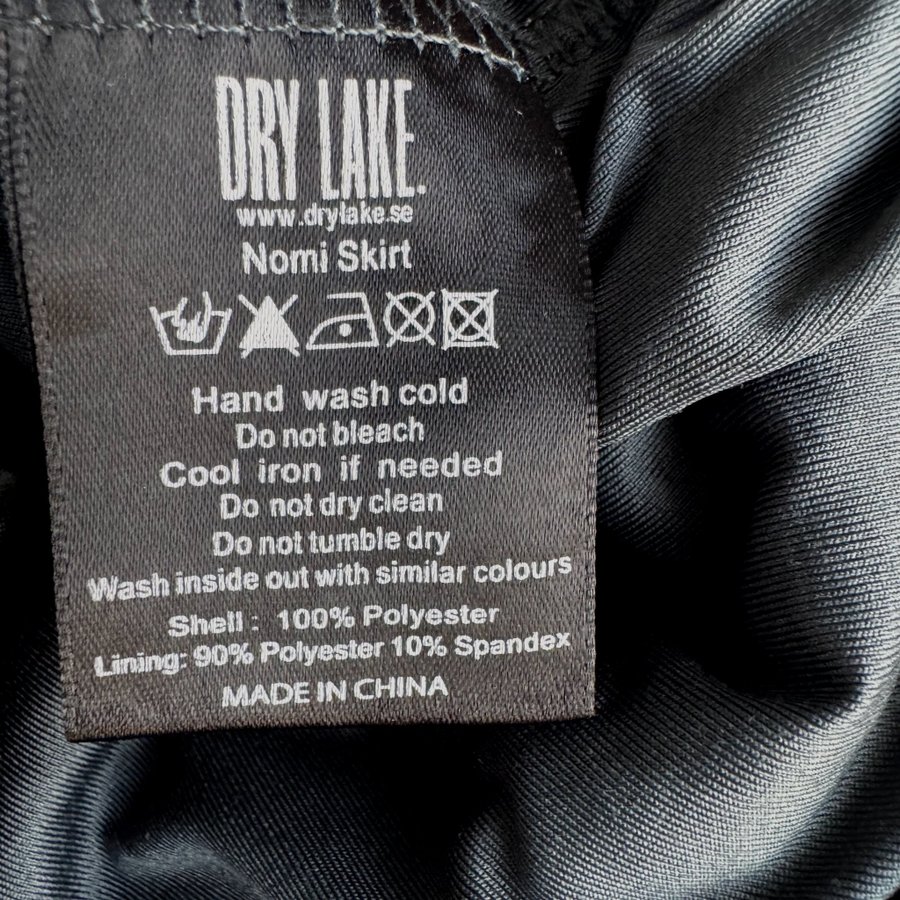 DRY LAKE.
www.drylake.se
Nomi Skirt
Hand wash cold
Do not bleach
Cool iron if needed
Do not dry clean
Do not tumble dry
Wash inside out with similar colours
Shell : 100% Polyester
Lining: 90% Polyester 10% Spandex
MADE IN CHINA